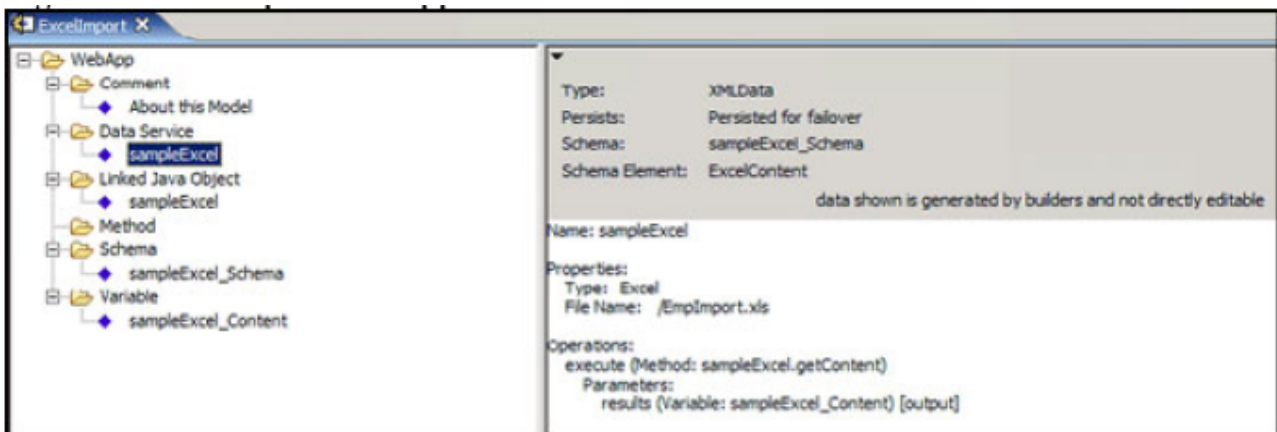 ExcelImport
WebApp
Comment
About this Model
Data Service
sampleExcel
Linked Java Object
sampleExcel
Method
Schema
sampleExcel_Schema
Variable
sampleExcel_Content
Type: XMLData
Persists: Persisted for failover
Schema: sampleExcel_Schema
Schema Element: ExcelContent
data shown is generated by builders and not directly editable
Name: sampleExcel
Properties:
Type: Excel
File Name: /EmpImport.xls
Operations:
execute (Method: sampleExcel.getContent)
Parameters:
results (Variable: sampleExcel_Content) [output]